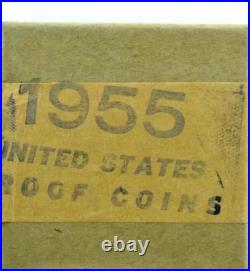 1955
UNITED STATES
ROOF COINS